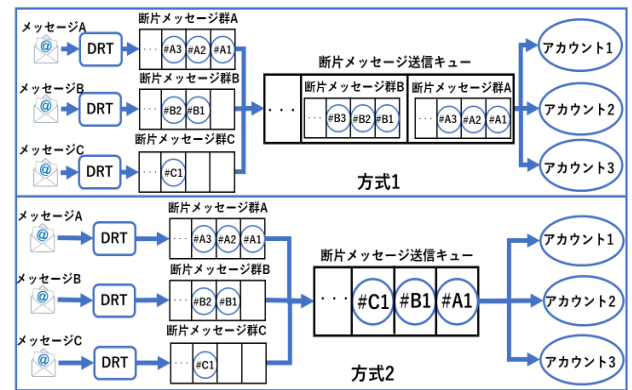 メッセージA
@
DRT
断片メッセージ群A
・・・ #A3 #A2 #A1
メッセージB
@
DRT
断片メッセージ群B
・・・ #B2 #B1
メッセージC
@
DRT
断片メッセージ群C
・・・ #C1
断片メッセージ送信キュー
・・・
断片メッセージ群B
・・・ #B3 #B2 #B1
断片メッセージ群A
・・・ #A3 #A2 #A1
アカウント1
アカウント2
アカウント3
方式1
メッセージA
@
DRT
断片メッセージ群A
・・・ #A3 #A2 #A1
メッセージB
@
DRT
断片メッセージ群B
・・・ #B2 #B1
メッセージC
@
DRT
断片メッセージ群C
・・・ #C1
断片メッセージ送信キュー
・・・ #C1 #B1 #A1
アカウント1
アカウント2
アカウント3
方式2